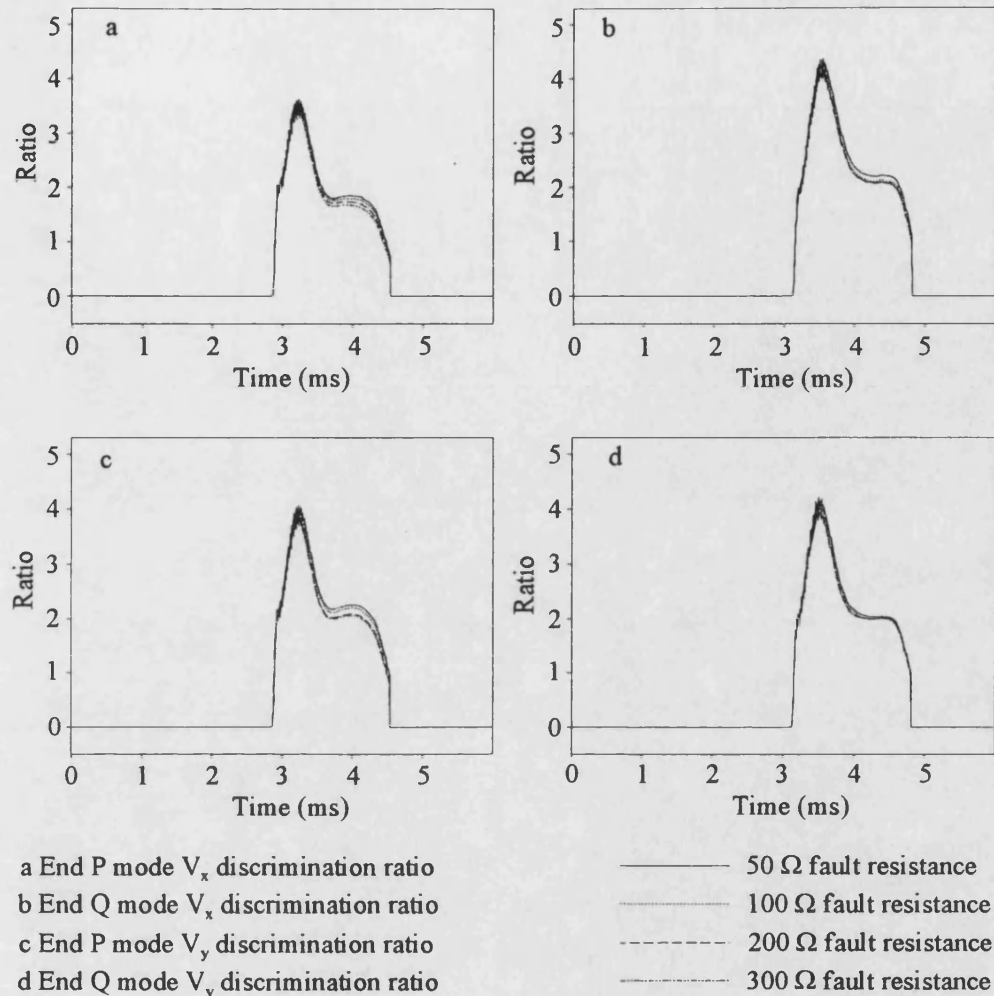 a
5
4
3
2
1
0
Ratio
0 1 2 3 4 5
Time (ms)
b
5
4
3
2
1
0
Ratio
0 1 2 3 4 5
Time (ms)
c
5
4
3
2
1
0
Ratio
0 1 2 3 4 5
Time (ms)
d
5
4
3
2
1
0
Ratio
0 1 2 3 4 5
Time (ms)
a End P mode Vx discrimination ratio
b End Q mode Vx discrimination ratio
c End P mode Vy discrimination ratio
d End Q mode Vy discrimination ratio
50 Ω fault resistance
100 Ω fault resistance
200 Ω fault resistance
300 Ω fault resistance